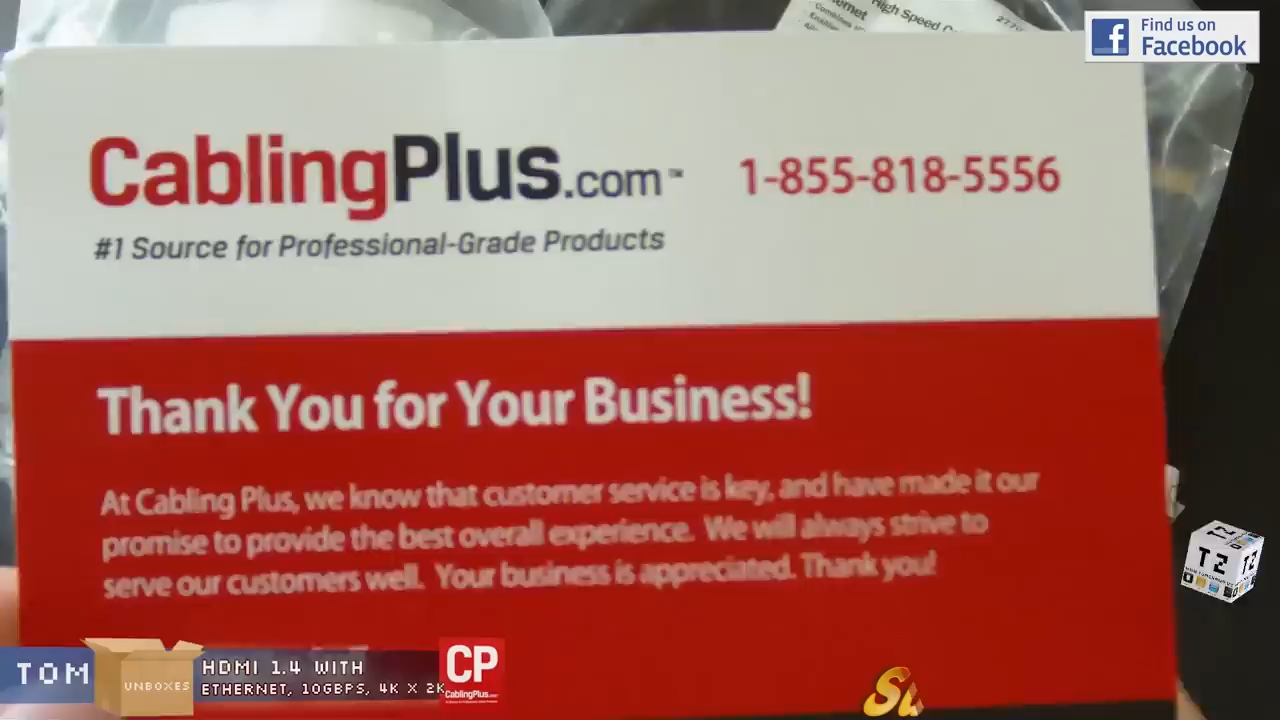 High Speed
Find us on
Facebook
CablingPlus.com™ 1-855-818-5556
#1 Source for Professional-Grade Products
Thank You for Your Business!
At Cabling Plus, we know that customer service is key, and have made it our
promise to provide the best overall experience. We will always strive to
serve our customers well. Your business is appreciated. Thank you!
TZ
TOM
UNBOXES
HDMI 1.4 WITH
ETHERNET, 10GBPS, 4K X 2K
CP
CablingPlus